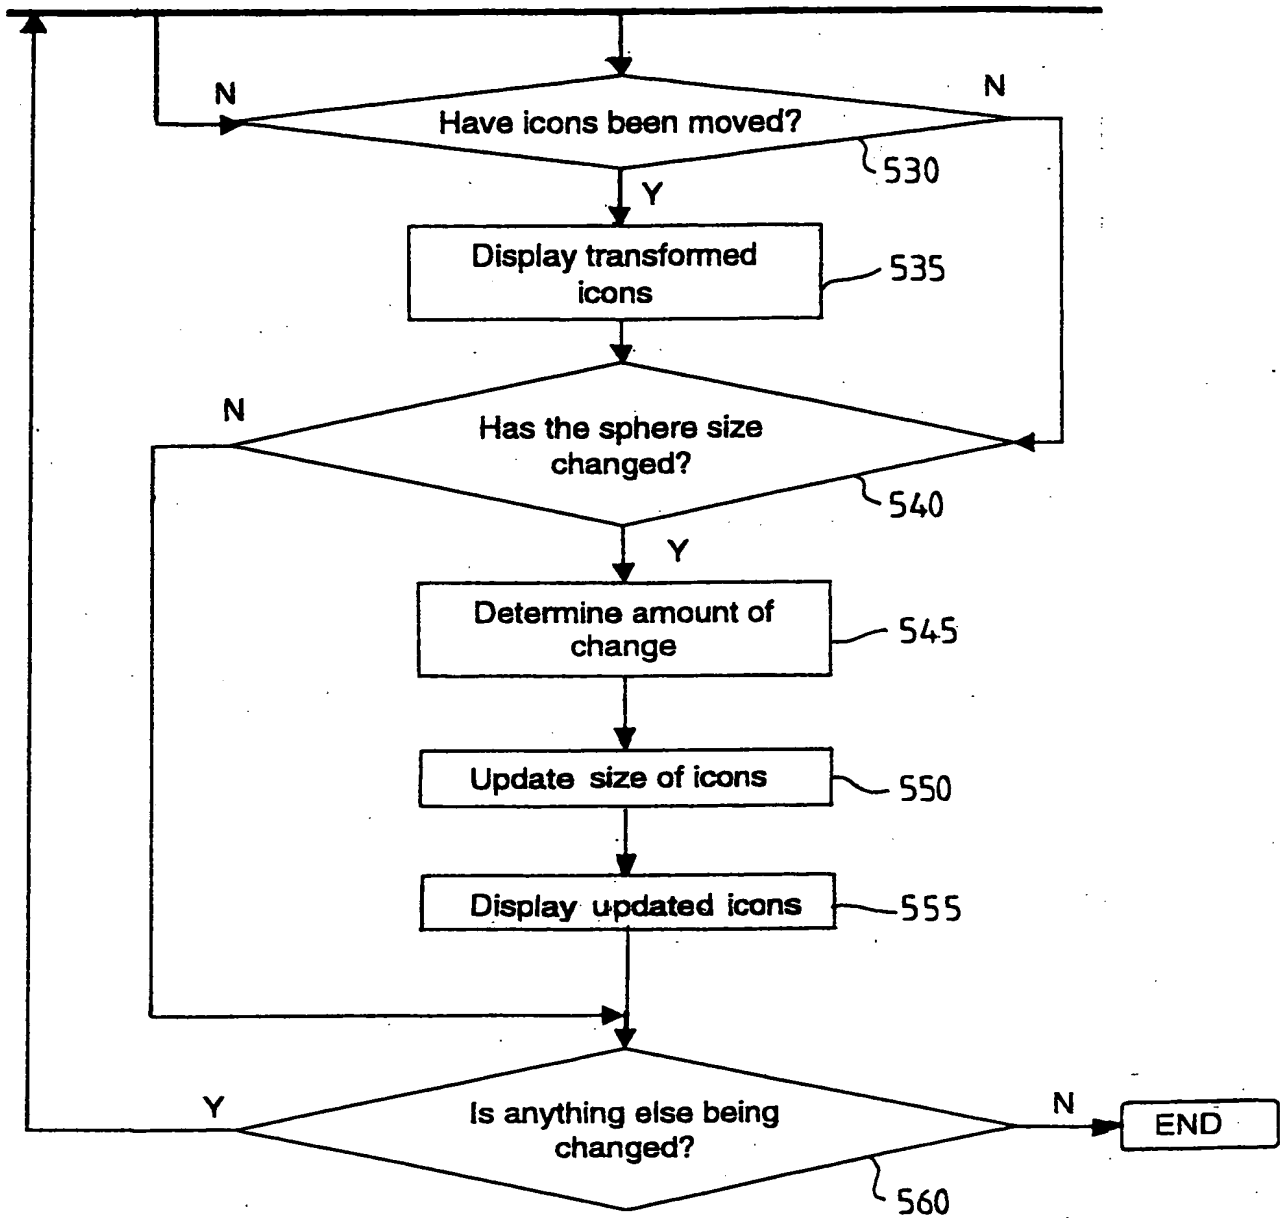 N
N
Have icons been moved?
530
Y
Display transformed
icons
535
N
Has the sphere size
changed?
540
Y
Determine amount of
change
545
Update size of icons
550
Display updated icons
555
Y
Is anything else being
changed?
N
END
560